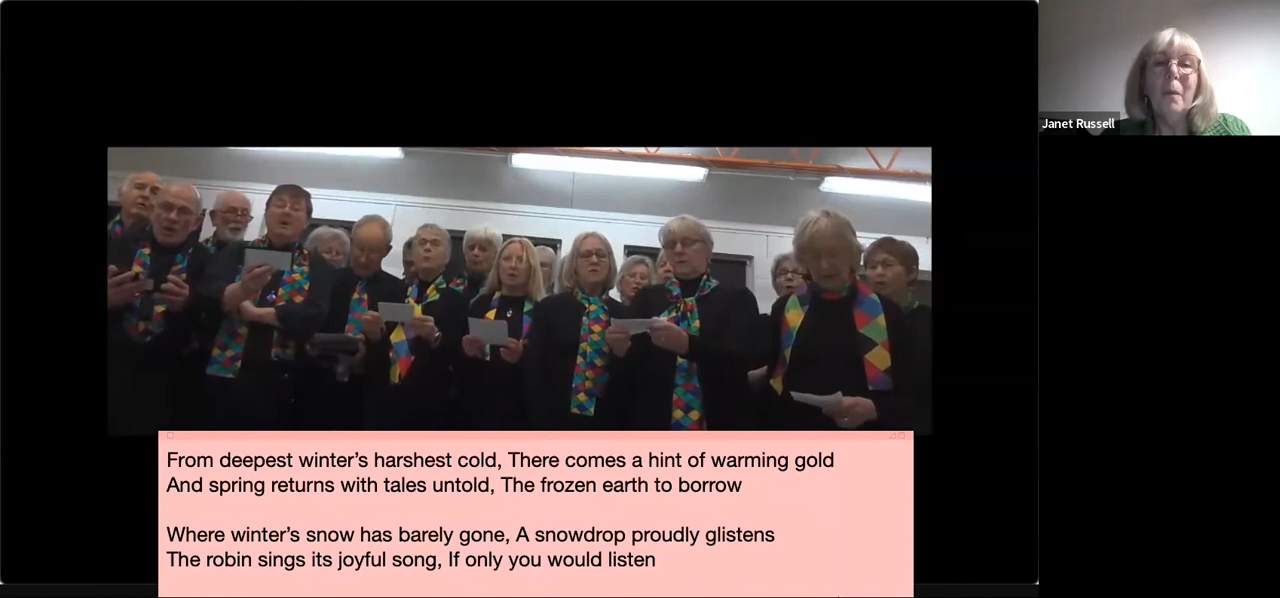 Janet Russell
From deepest winter's harshest cold, There comes a hint of warming gold
And spring returns with tales untold, The frozen earth to borrow
Where winter's snow has barely gone, A snowdrop proudly glistens
The robin sings its joyful song, If only you would listen